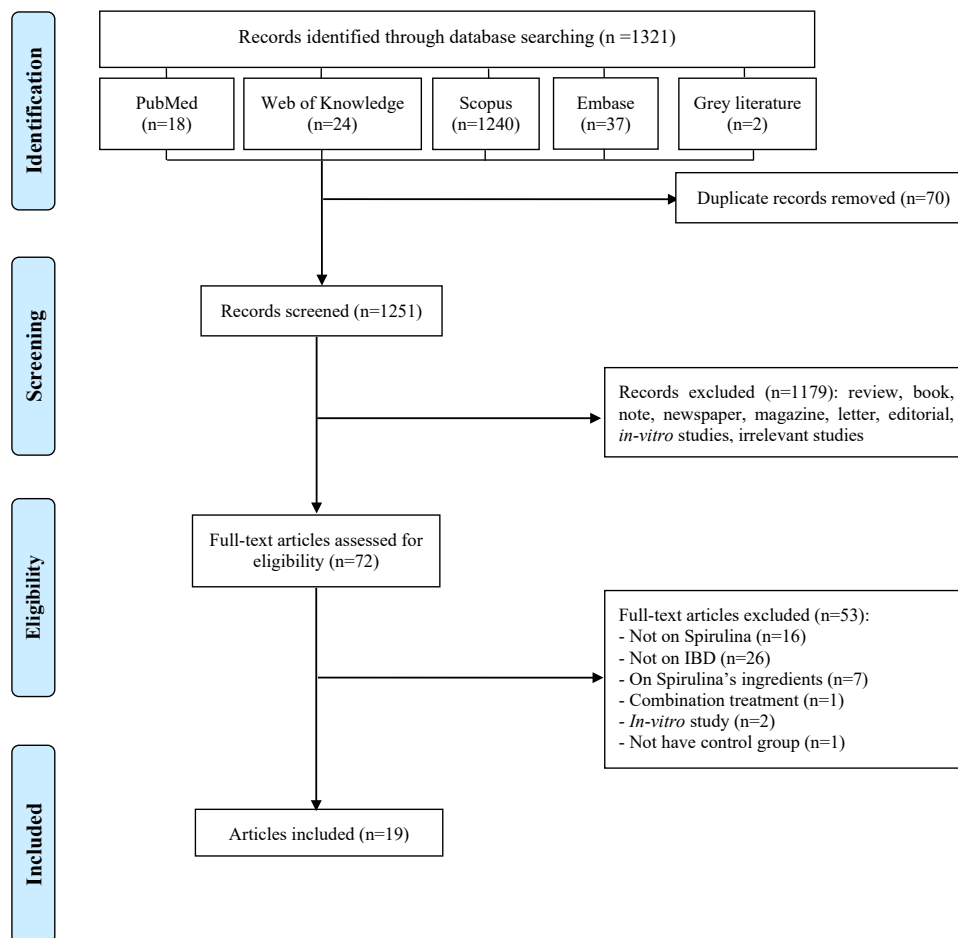 Identification
Records identified through database searching (n =1321)
PubMed
(n=18)
Web of Knowledge
(n=24)
Scopus
(n=1240)
Embase
(n=37)
Grey literature
(n=2)
Duplicate records removed (n=70)
Screening
Records screened (n=1251)
Records excluded (n=1179): review, book,
note, newspaper, magazine, letter, editorial,
in-vitro studies, irrelevant studies
Eligibility
Full-text articles assessed for
eligibility (n=72)
Full-text articles excluded (n=53):
- Not on Spirulina (n=16)
- Not on IBD (n=26)
- On Spirulina’s ingredients (n=7)
- Combination treatment (n=1)
- In-vitro study (n=2)
- Not have control group (n=1)
Included
Articles included (n=19)